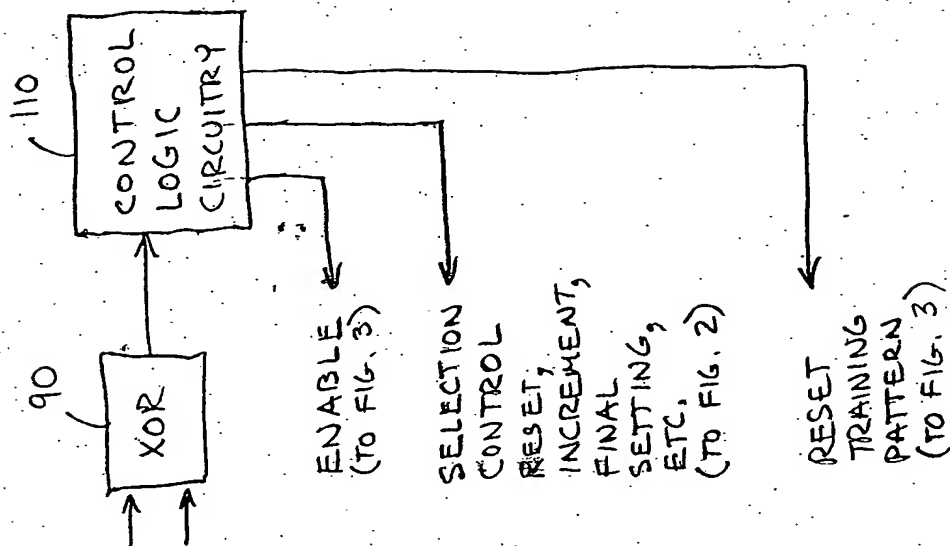 110
CONTROL
LOGIC
CIRCUITRY
90
XOR
ENABLE
(TO FIG. 3)
SELECTION
CONTROL
RESET,
INCREMENT,
FINAL
SETTING,
ETC.
(TO FIG. 2)
RESET
TRAINING
PATTERN
(TO FIG. 3)